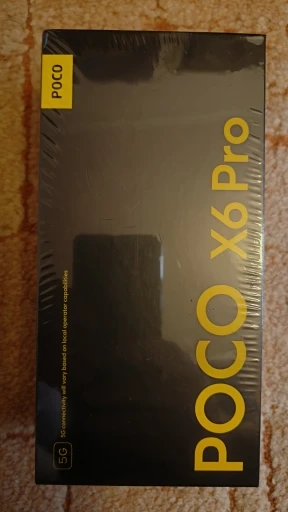 POCO
POCO X6 Pro
5G
5G connectivity will vary based on local operator capabilities